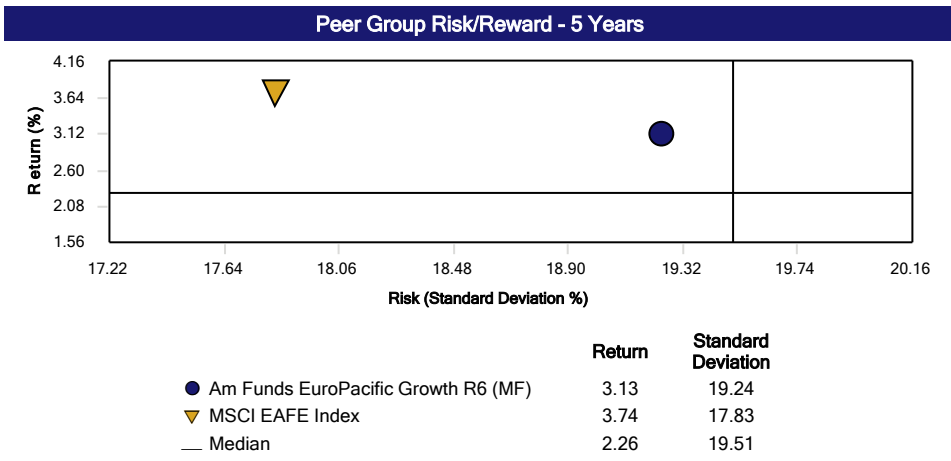 Peer Group Risk/Reward - 5 Years
4.16
3.64
3.12
2.60
2.08
1.56
Return (%)
17.22 17.64 18.06 18.48 18.90 19.32 19.74 20.16
Risk (Standard Deviation %)
Return Standard Deviation
Am Funds EuroPacific Growth R6 (MF) 3.13 19.24
MSCI EAFE Index 3.74 17.83
Median 2.26 19.51